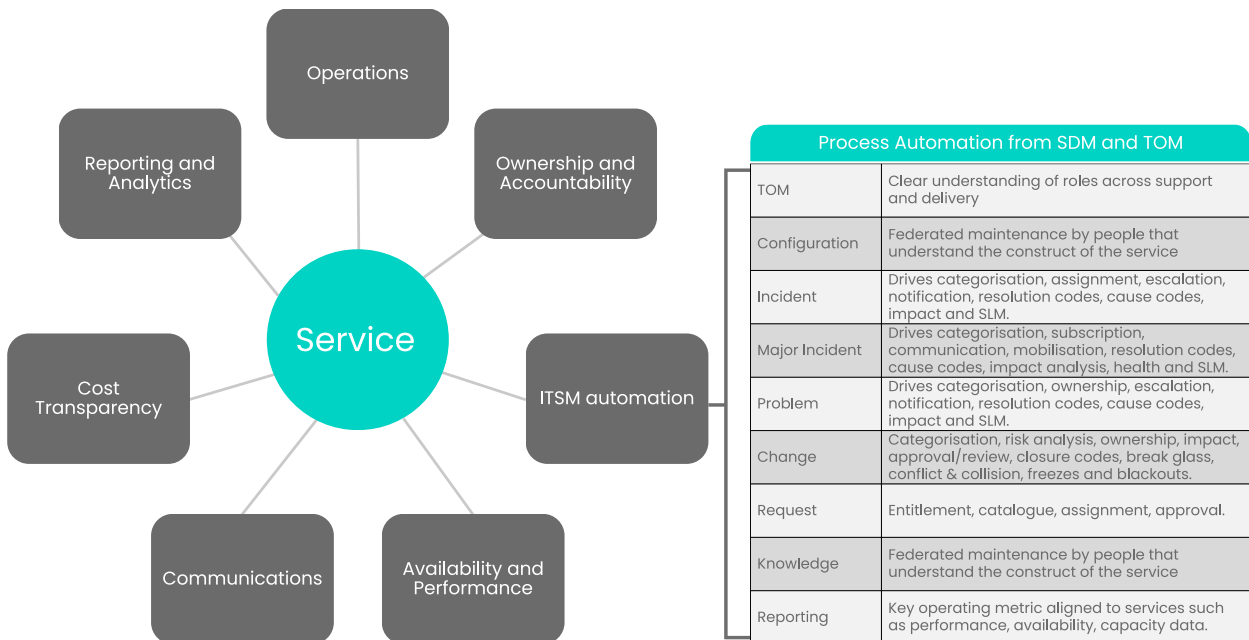 Operations
Reporting and
Analytics
Ownership and
Accountability
Service
Cost
Transparency
ITSM automation
Communications
Availability and
Performance
Process Automation from SDM and TOM
TOM
Clear understanding of roles across support
and delivery
Configuration
Federated maintenance by people that
understand the construct of the service
Incident
Drives categorisation, assignment, escalation,
notification, resolution codes, cause codes,
impact and SLM.
Major Incident
Drives categorisation, subscription,
communication, mobilisation, resolution codes,
cause codes, impact analysis, health and SLM.
Problem
Drives categorisation, ownership, escalation,
notification, resolution codes, cause codes,
impact and SLM.
Change
Categorisation, risk analysis, ownership, impact,
approval/review, closure codes, break glass,
conflict & collision, freezes and blackouts.
Request
Entitlement, catalogue, assignment, approval.
Knowledge
Federated maintenance by people that
understand the construct of the service
Reporting
Key operating metric aligned to services such
as performance, availability, capacity data.